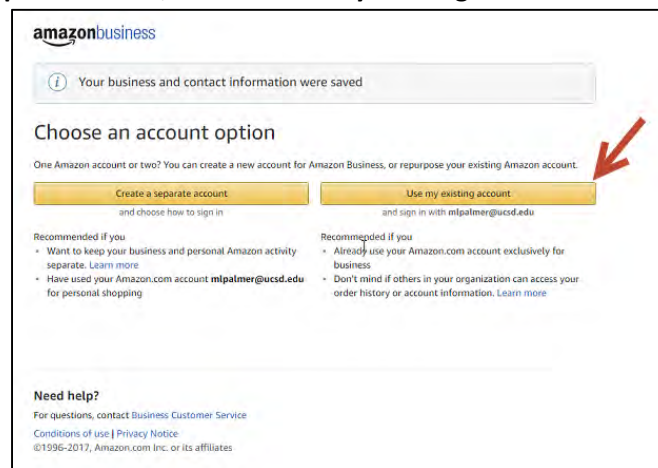 amazonbusiness
Your business and contact information were saved
Choose an account option
One Amazon account or two? You can create a new account for Amazon Business, or repurpose your existing Amazon account.
Create a separate account
and choose how to sign in
Recommended if you
• Want to keep your business and personal Amazon activity
separate. Learn more
• Have used your Amazon.com account mlpalmer@ucsd.edu
for personal shopping
Use my existing account
and sign in with mlpalmer@ucsd.edu
Recommended if you
• Already use your Amazon.com account exclusively for
business
• Don't mind if others in your organization can access your
order history or account information. Learn more
Need help?
For questions, contact Business Customer Service
Conditions of use | Privacy Notice
©1996-2017, Amazon.com Inc. or its affiliates